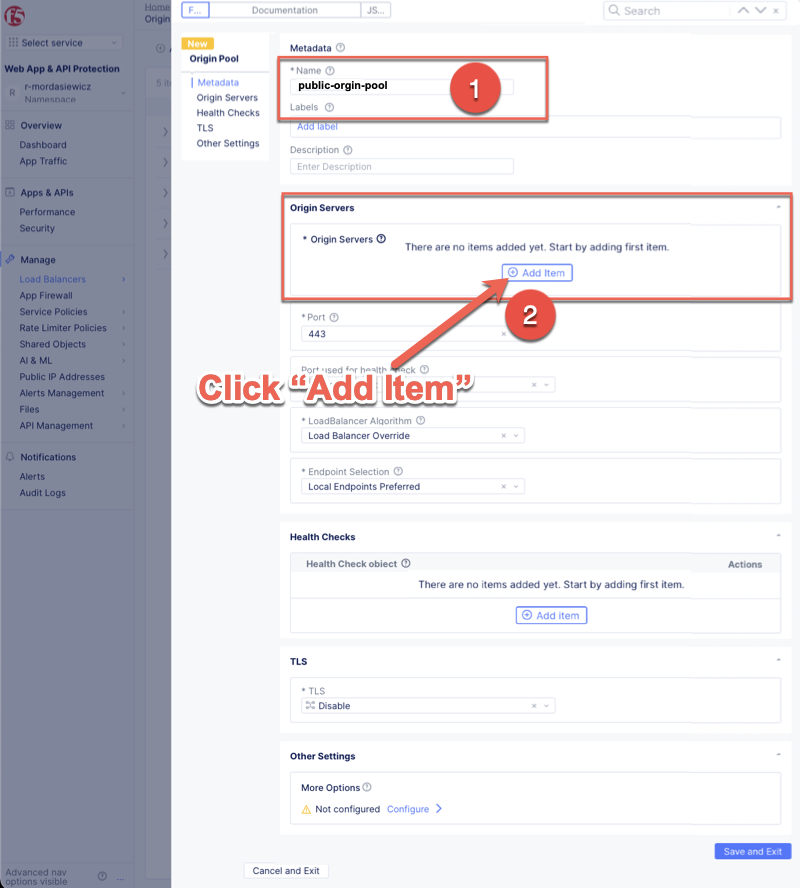 F...
Documentation
JS...
Search
Home
Origin
Select service
Web App & API Protection
R
r-mordasiewicz
Namespace
Overview
Dashboard
App Traffic
Apps & APIs
Performance
Security
Manage
Load Balancers
App Firewall
Service Policies
Rate Limiter Policies
Shared Objects
AI & ML
Public IP Addresses
Alerts Management
Files
API Management
Notifications
Alerts
Audit Logs
Advanced nav
options visible
...
5 ite
New
Origin Pool
Metadata
Origin Servers
Health Checks
TLS
Other Settings
Metadata
* Name
public-orgin-pool
1
Labels
Add label
Description
Enter Description
Origin Servers
* Origin Servers
There are no items added yet. Start by adding first item.
Add Item
2
* Port
443
Port used for health check
Click “Add Item”
* LoadBalancer Algorithm
Load Balancer Override
* Endpoint Selection
Local Endpoints Preferred
Health Checks
Health Check object
Actions
There are no items added yet. Start by adding first item.
Add item
TLS
* TLS
Disable
Other Settings
More Options
Not configured Configure
Save and Exit
Cancel and Exit